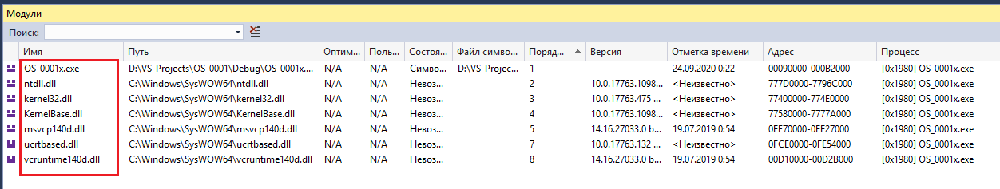 Модули
Поиск:
Имя Путь Оптим... Поль... Состоя... Файл симво... Поряд... Версия Отметка времени Адрес Процесс
OS_0001x.exe D:\VS_Projects\OS_0001\Debug\OS_0001x.... N/A N/A Симво... D:\VS_Projec... 1 24.09.2020 0:22 00090000-000B2000 [0x1980] OS_0001x.exe
ntdll.dll C:\Windows\SysWOW64\ntdll.dll N/A N/A Невоз... 2 10.0.17763.1098... <Неизвестно> 777D0000-7796C000 [0x1980] OS_0001x.exe
kernel32.dll C:\Windows\SysWOW64\kernel32.dll N/A N/A Невоз... 3 10.0.17763.475 ... <Неизвестно> 77400000-774E0000 [0x1980] OS_0001x.exe
KernelBase.dll C:\Windows\SysWOW64\KernelBase.dll N/A N/A Невоз... 4 10.0.17763.1098... <Неизвестно> 77580000-7777A000 [0x1980] OS_0001x.exe
msvcp140d.dll C:\Windows\SysWOW64\msvcp140d.dll N/A N/A Невоз... 5 14.16.27033.0 b... 19.07.2019 0:54 0FE70000-0FF27000 [0x1980] OS_0001x.exe
ucrtbased.dll C:\Windows\SysWOW64\ucrtbased.dll N/A N/A Невоз... 7 10.0.17763.132 ... <Неизвестно> 0FCE0000-0FE54000 [0x1980] OS_0001x.exe
vcruntime140d.dll C:\Windows\SysWOW64\vcruntime140d.dll N/A N/A Невоз... 8 14.16.27033.0 b... 19.07.2019 0:54 00D10000-00D2B000 [0x1980] OS_0001x.exe